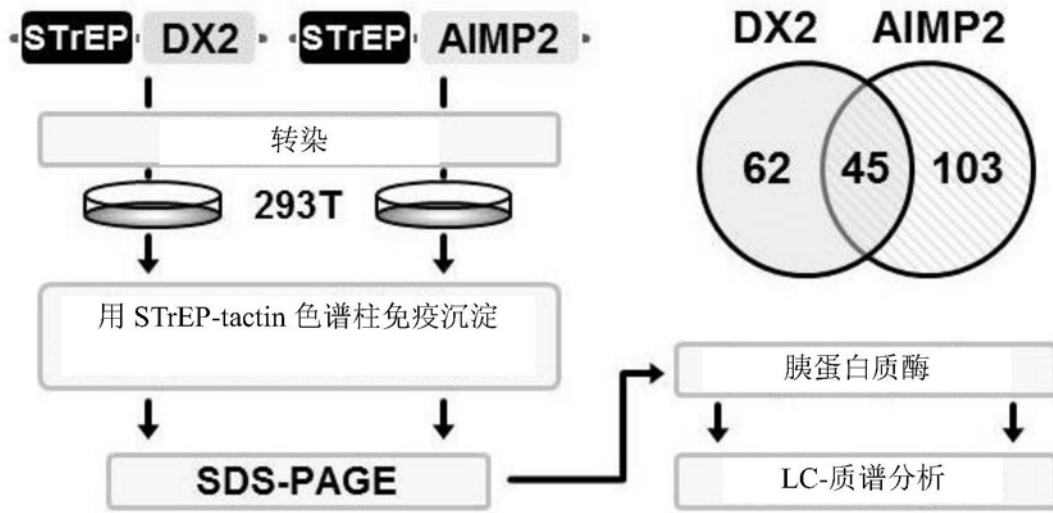 STrEP DX2 STrEP AIMP2
转染
293T
用 STrEP-tactin 色谱柱免疫沉淀
SDS-PAGE
DX2 AIMP2
62 45 103
胰蛋白质酶
LC-质谱分析